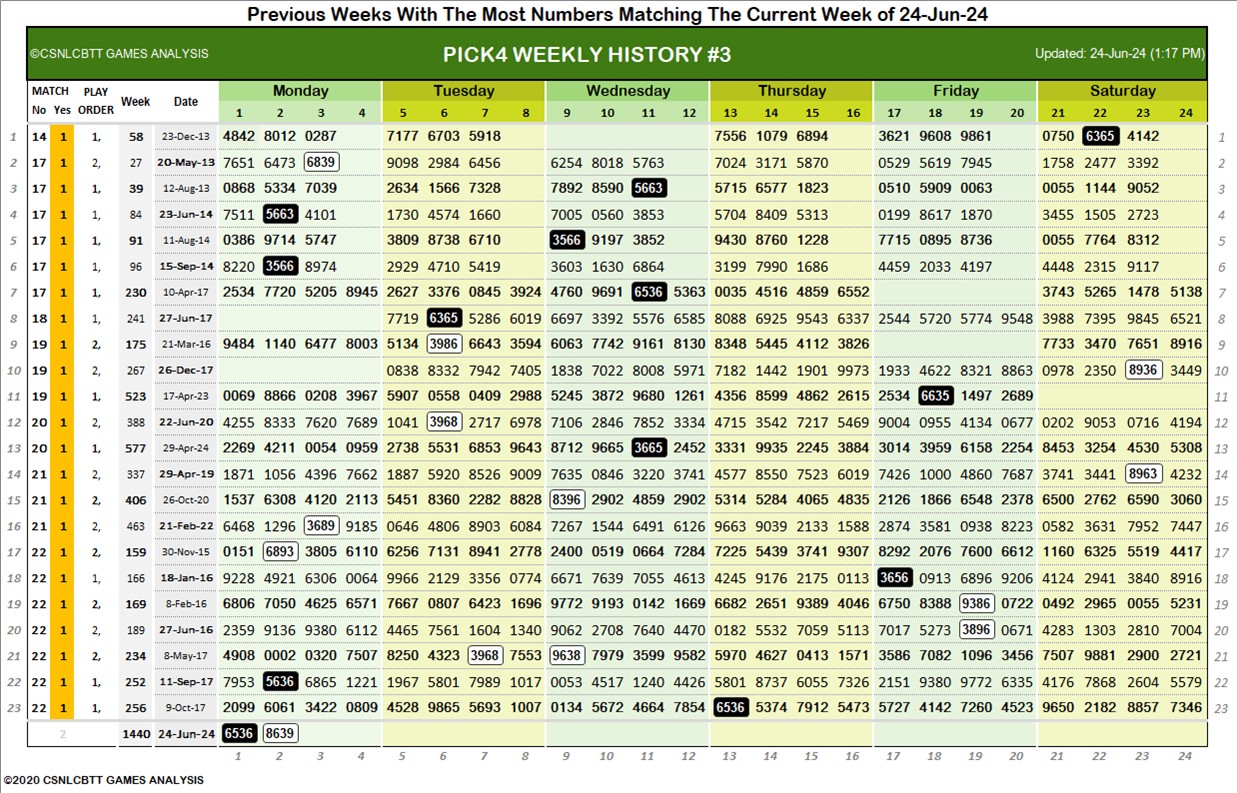 Previous Weeks With The Most Numbers Matching The Current Week of 24-Jun-24
©CSNLCBTT GAMES ANALYSIS PICK4 WEEKLY HISTORY #3 Updated: 24-Jun-24 (1:17 PM)
MATCH PLAY Week Date Monday Tuesday Wednesday Thursday Friday Saturday
No Yes ORDER 1 2 3 4 5 6 7 8 9 10 11 12 13 14 15 16 17 18 19 20 21 22 23 24
1 14 1 1, 58 23-Dec-13 4842 8012 0287 7177 6703 5918 7556 1079 6894 3621 9608 9861 0750 6365 4142 1
2 17 1 2, 27 20-May-13 7651 6473 6839 9098 2984 6456 6254 8018 5763 7024 3171 5870 0529 5619 7945 1758 2477 3392 2
3 17 1 1, 39 12-Aug-13 0868 5334 7039 2634 1566 7328 7892 8590 5663 5715 6577 1823 0510 5909 0063 0055 1144 9052 3
4 17 1 1, 84 23-Jun-14 7511 5663 4101 1730 4574 1660 7005 0560 3853 5704 8409 5313 0199 8617 1870 3455 1505 2723 4
5 17 1 1, 91 11-Aug-14 0386 9714 5747 3809 8738 6710 3566 9197 3852 9430 8760 1228 7715 0895 8736 0055 7764 8312 5
6 17 1 1, 96 15-Sep-14 8220 3566 8974 2929 4710 5419 3603 1630 6864 3199 7990 1686 4459 2033 4197 4448 2315 9117 6
7 17 1 1, 230 10-Apr-17 2534 7720 5205 8945 2627 3376 0845 3924 4760 9691 6536 5363 0035 4516 4859 6552 3743 5265 1478 5138 7
8 18 1 1, 241 27-Jun-17 7719 6365 5286 6019 6697 3392 5576 6585 8088 6925 9543 6337 2544 5720 5774 9548 3988 7395 9845 6521 8
9 19 1 2, 175 21-Mar-16 9484 1140 6477 8003 5134 3986 6643 3594 6063 7742 9161 8130 8348 5445 4112 3826 7733 3470 7651 8916 9
10 19 1 2, 267 26-Dec-17 0838 8332 7942 7405 1838 7022 8008 5971 7182 1442 1901 9973 1933 4622 8321 8863 0978 2350 8936 3449 10
11 19 1 1, 523 17-Apr-23 0069 8866 0208 3967 5907 0558 0409 2988 5245 3872 9680 1261 4356 8599 4862 2615 2534 6635 1497 2689 11
12 20 1 2, 388 22-Jun-20 4255 8333 7620 7689 1041 3968 2717 6978 7106 2846 7852 3334 4715 3542 7217 5469 9004 0955 4134 0677 0202 9053 0716 4194 12
13 20 1 1, 577 29-Apr-24 2269 4211 0054 0959 2738 5531 6853 9643 8712 9665 3665 2452 3331 9935 2245 3884 3014 3959 6158 2254 8453 3254 4530 5308 13
14 21 1 2, 337 29-Apr-19 1871 1056 4396 7662 1887 5920 8526 9009 7635 0846 3220 3741 4577 8550 7523 6019 7426 1000 4860 7687 3741 3441 8963 4232 14
15 21 1 2, 406 26-Oct-20 1537 6308 4120 2113 5451 8360 2282 8828 8396 2902 4859 2902 5314 5284 4065 4835 2126 1866 6548 2378 6500 2762 6590 3060 15
16 21 1 2, 463 21-Feb-22 6468 1296 3689 9185 0646 4806 8903 6084 7267 1544 6491 6126 9663 9039 2133 1588 2874 3581 0938 8223 0582 3631 7952 7447 16
17 22 1 2, 159 30-Nov-15 0151 6893 3805 6110 6256 7131 8941 2778 2400 0519 0664 7284 7225 5439 3741 9307 8292 2076 7600 6612 1160 6325 5519 4417 17
18 22 1 1, 166 18-Jan-16 9228 4921 6306 0064 9966 2129 3356 0774 6671 7639 7055 4613 4245 9176 2175 0113 3656 0913 6896 9206 4124 2941 3840 8916 18
19 22 1 2, 169 8-Feb-16 6806 7050 4625 6571 7667 0807 6423 1696 9772 9193 0142 1669 6682 2651 9389 4046 6750 8388 9386 0722 0492 2965 0055 5231 19
20 22 1 2, 189 27-Jun-16 2359 9136 9380 6112 4465 7561 1604 1340 9062 2708 7640 4470 0182 5532 7059 5113 7017 5273 3896 0671 4283 1303 2810 7004 20
21 22 1 2, 234 8-May-17 4908 0002 0320 7507 8250 4323 3968 7553 9638 7979 3599 9582 5970 4627 0413 1571 3586 7082 1096 3456 7507 9881 2900 2721 21
22 22 1 1, 252 11-Sep-17 7953 5636 6865 1221 1967 5801 7989 1017 0053 4517 1240 4426 5801 8737 6055 7326 2151 9380 9772 6335 4176 7868 2604 5579 22
23 22 1 1, 256 9-Oct-17 2099 6061 3422 0809 4528 9865 5693 1007 0134 5672 4664 7854 6536 5374 7912 5473 5727 4142 7260 4523 9650 2182 8857 7346 23
2 1440 24-Jun-24 6536 8639
1 2 3 4 5 6 7 8 9 10 11 12 13 14 15 16 17 18 19 20 21 22 23 24
©2020 CSNLCBTT GAMES ANALYSIS